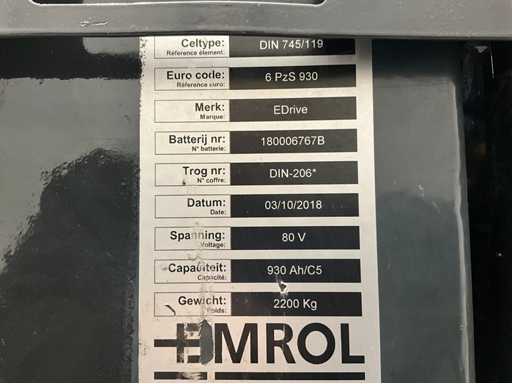 Celtype: DIN 745/119
Référence élement:
Euro code: 6 PzS 930
Référence euro:
Merk: EDrive
Marque:
Batterij nr: 180006767B
N° batterie:
Trog nr: DIN-206*
N° coffre:
Datum: 03/10/2018
Date:
Spanning: 80 V
Voltage:
Capaciteit: 930 Ah/C5
Capacité:
Gewicht: 2200 Kg
Poids:
EMROL